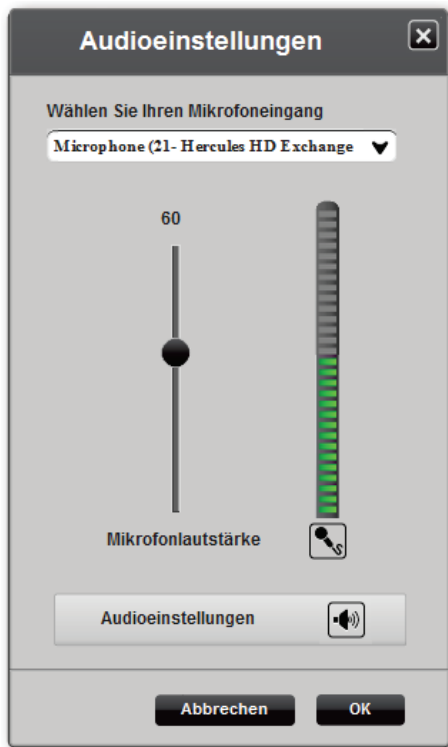 Audioeinstellungen
Wählen Sie Ihren Mikrofoneingang
Microphone (21- Hercules HD Exchange
60
Mikrofonlautstärke
Audioeinstellungen
Abbrechen
OK